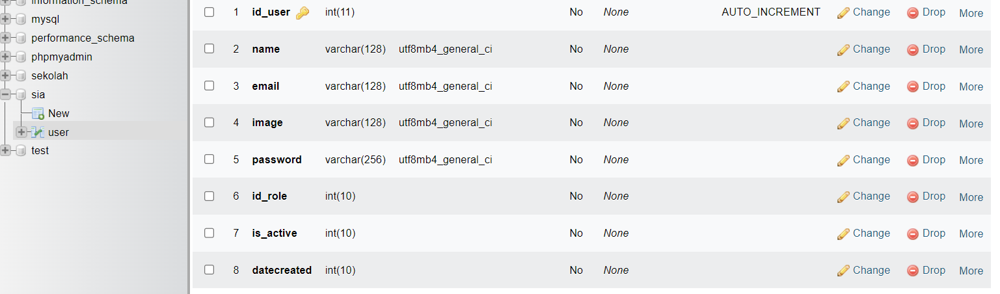 information_schema
mysql
performance_schema
phpmyadmin
sekolah
sia
New
user
test
1 id_user int(11) No None AUTO_INCREMENT Change Drop More
2 name varchar(128) utf8mb4_general_ci No None Change Drop More
3 email varchar(128) utf8mb4_general_ci No None Change Drop More
4 image varchar(128) utf8mb4_general_ci No None Change Drop More
5 password varchar(256) utf8mb4_general_ci No None Change Drop More
6 id_role int(10) No None Change Drop More
7 is_active int(10) No None Change Drop More
8 datecreated int(10) No None Change Drop More